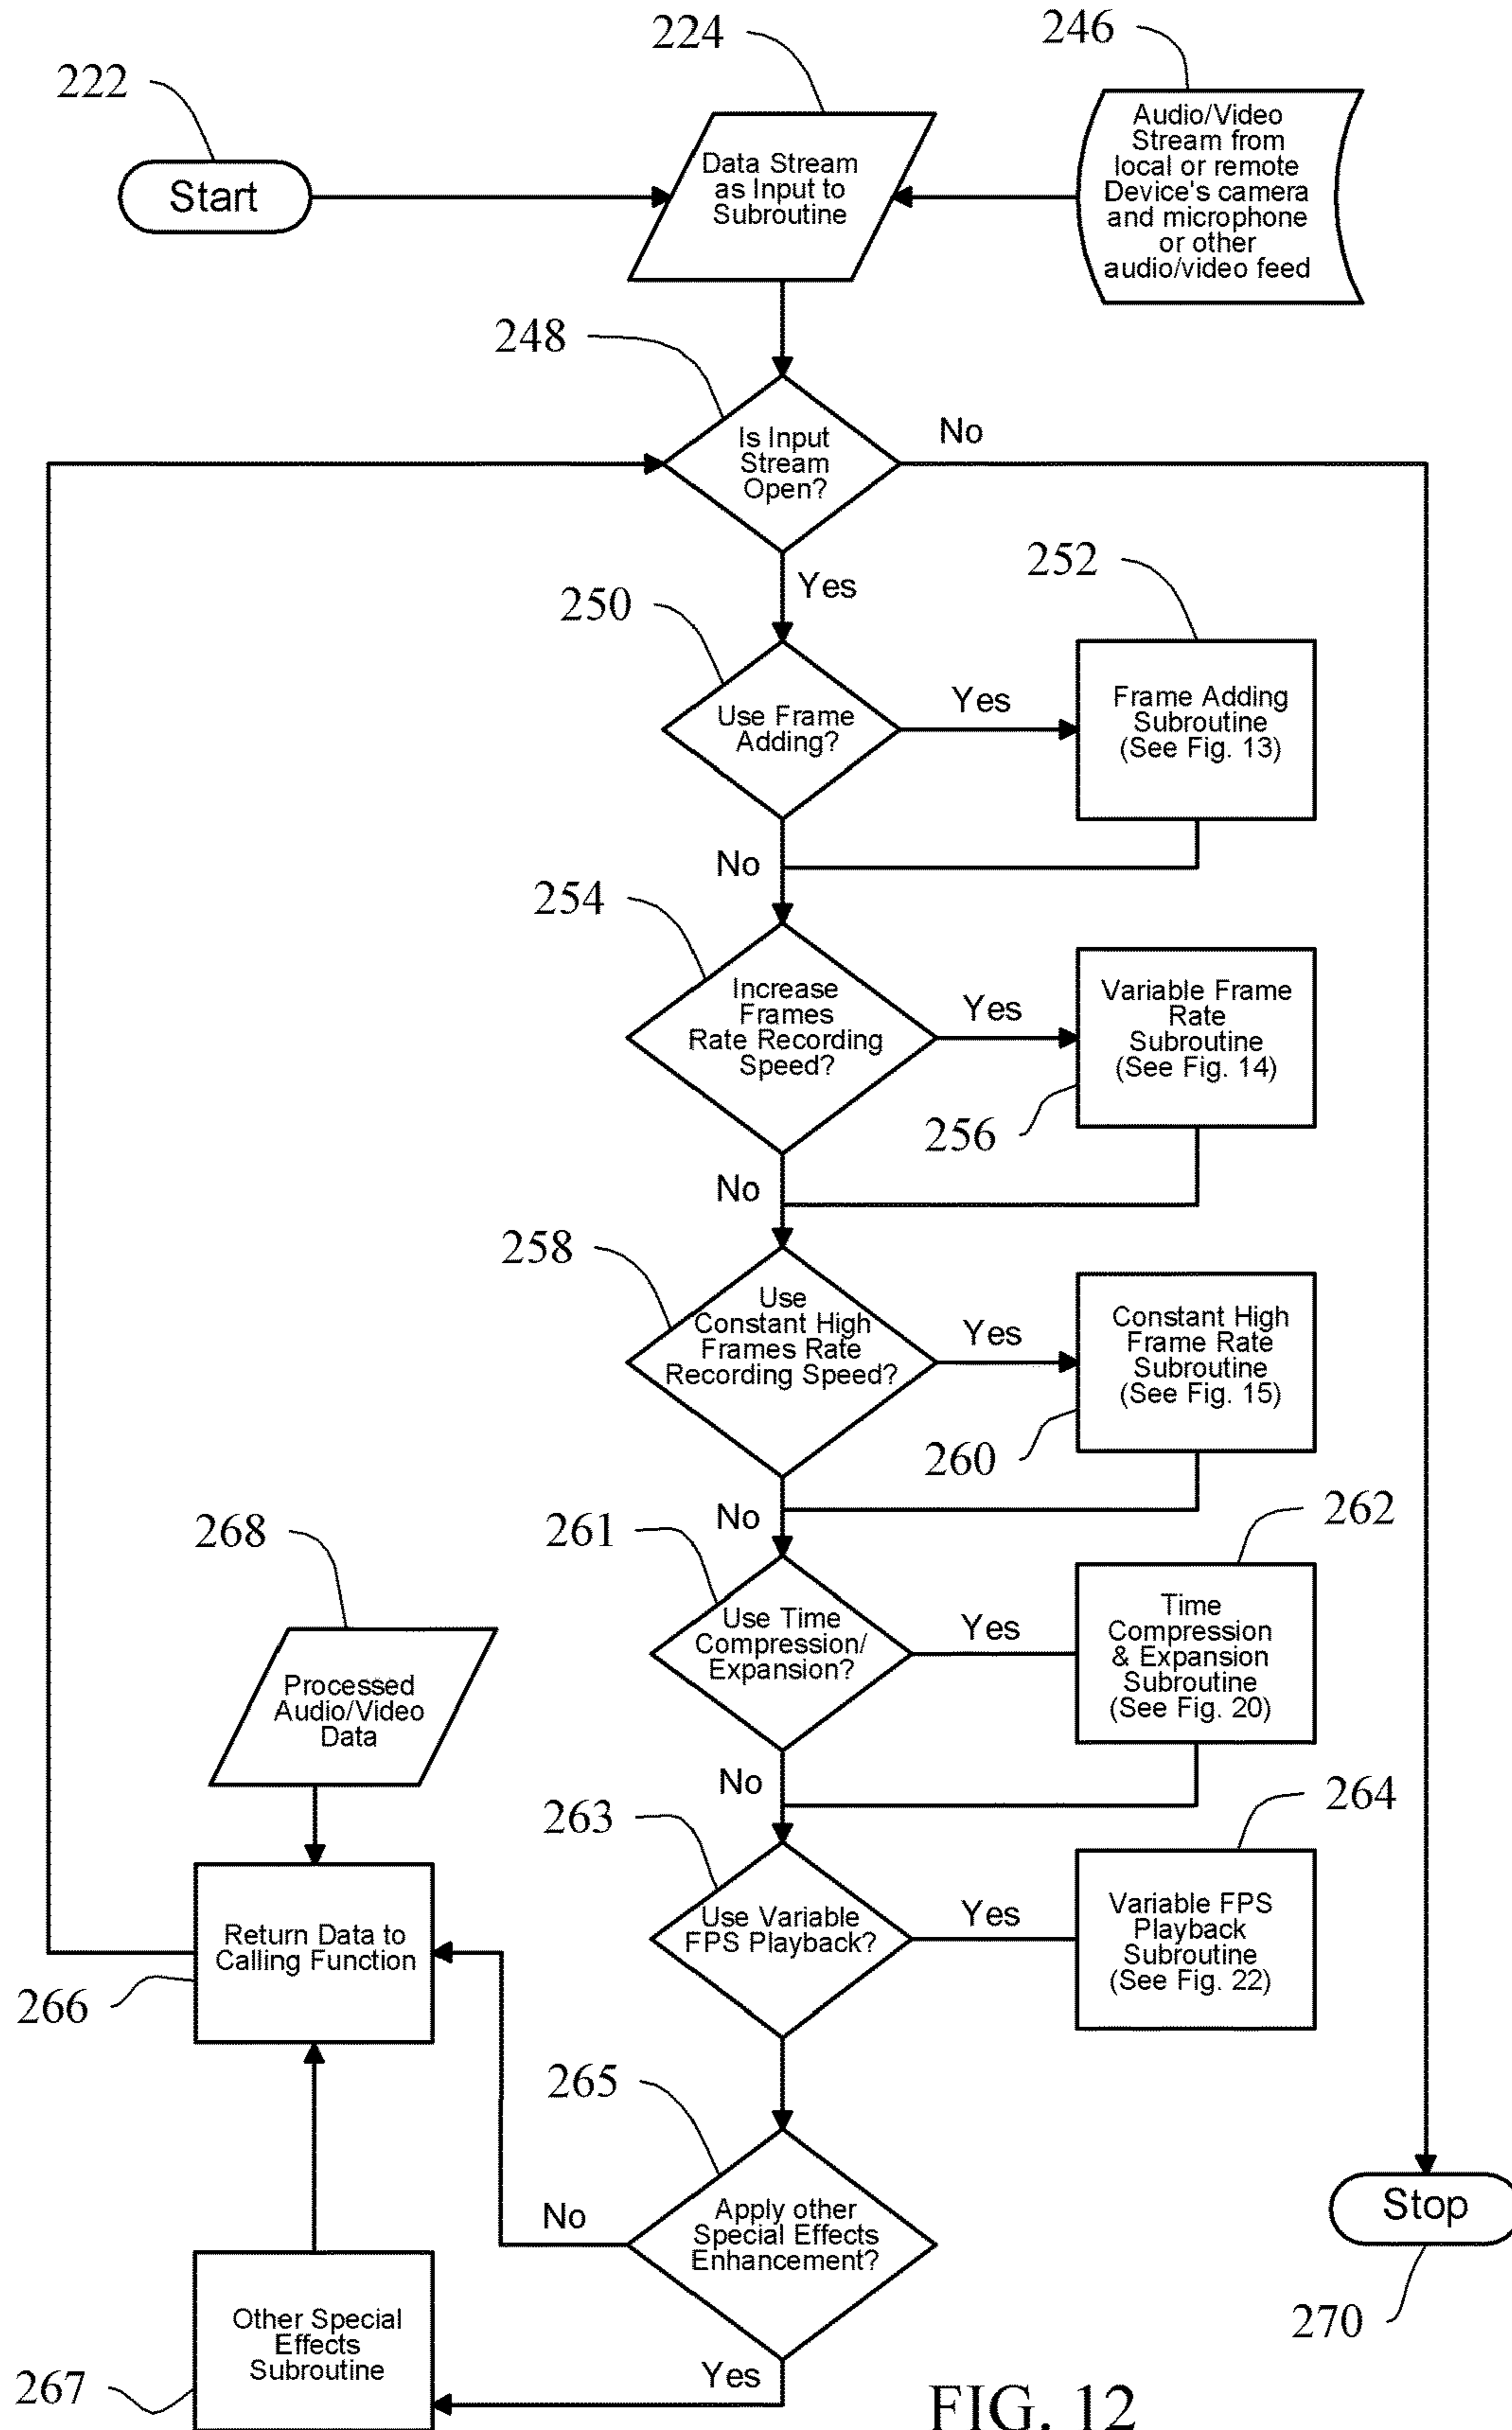 224
246
222
Start
Data Stream
as Input to
Subroutine
Audio/Video
Stream from
local or remote
Device's camera
and microphone
or other
audio/video feed
248
Is Input
Stream
Open?
No
Yes
252
250
Use Frame
Adding?
Yes
Frame Adding
Subroutine
(See Fig. 13)
No
254
Increase
Frames
Rate Recording
Speed?
Yes
Variable Frame
Rate
Subroutine
(See Fig. 14)
256
No
258
Use
Constant High
Frames Rate
Recording Speed?
Yes
Constant High
Frame Rate
Subroutine
(See Fig. 15)
260
No
261
262
268
Use Time
Compression/
Expansion?
Yes
Time
Compression
& Expansion
Subroutine
(See Fig. 20)
Processed
Audio/Video
Data
No
263
264
Use Variable
FPS Playback?
Yes
Variable FPS
Playback
Subroutine
(See Fig. 22)
Return Data to
Calling Function
266
265
Apply other
Special Effects
Enhancement?
No
Stop
270
Other Special
Effects
Subroutine
Yes
267
FIG. 12